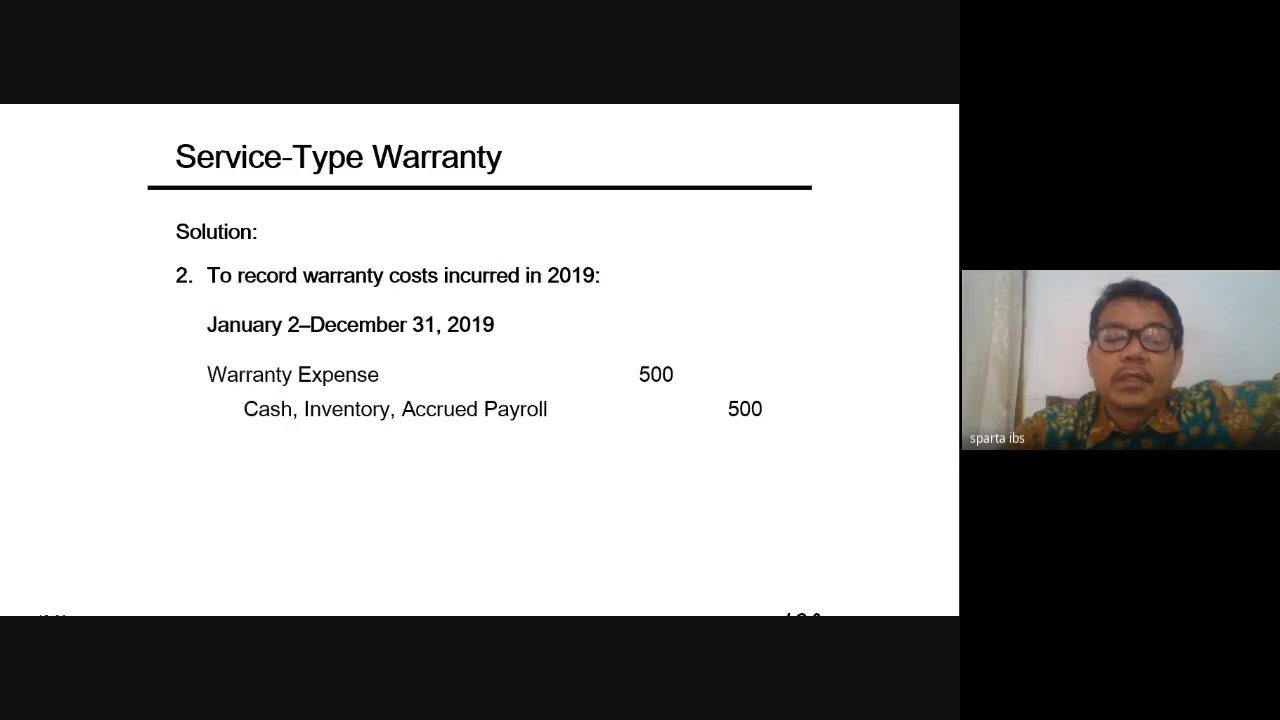 Service-Type Warranty
Solution:
2. To record warranty costs incurred in 2019:
January 2–December 31, 2019
Warranty Expense 500
Cash, Inventory, Accrued Payroll 500
sparta ibs